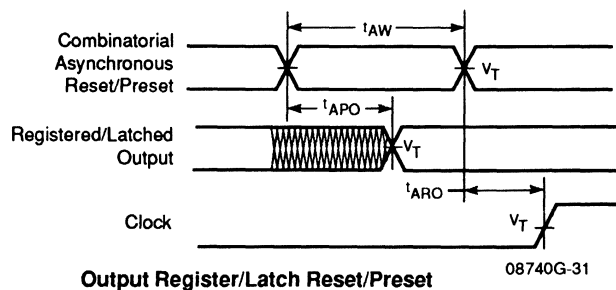 tAW
Combinatorial
Asynchronous
Reset/Preset
VT
tAPO
Registered/Latched
Output
VT
tARO
Clock
VT
08740G-31
Output Register/Latch Reset/Preset